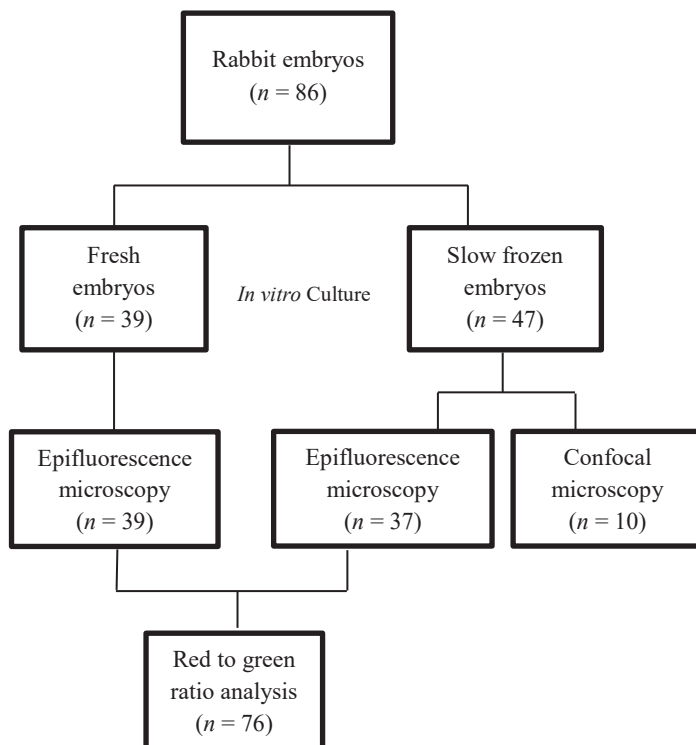 Rabbit embryos
(n = 86)
Fresh
embryos
(n = 39)
In vitro Culture
Slow frozen
embryos
(n = 47)
Epifluorescence
microscopy
(n = 39)
Epifluorescence
microscopy
(n = 37)
Confocal
microscopy
(n = 10)
Red to green
ratio analysis
(n = 76)